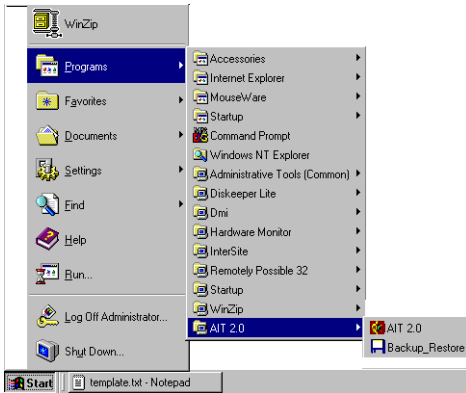 WinZip
Programs
Favorites
Documents
Settings
Find
Help
Run...
Log Off Administrator...
Shut Down...
Accessories
Internet Explorer
MouseWare
Startup
Command Prompt
Windows NT Explorer
Administrative Tools (Common)
Diskeeper Lite
Dmi
Hardware Monitor
InterSite
Remotely Possible 32
Startup
WinZip
AIT 2.0
AIT 2.0
Backup_Restore
Start
template.txt - Notepad